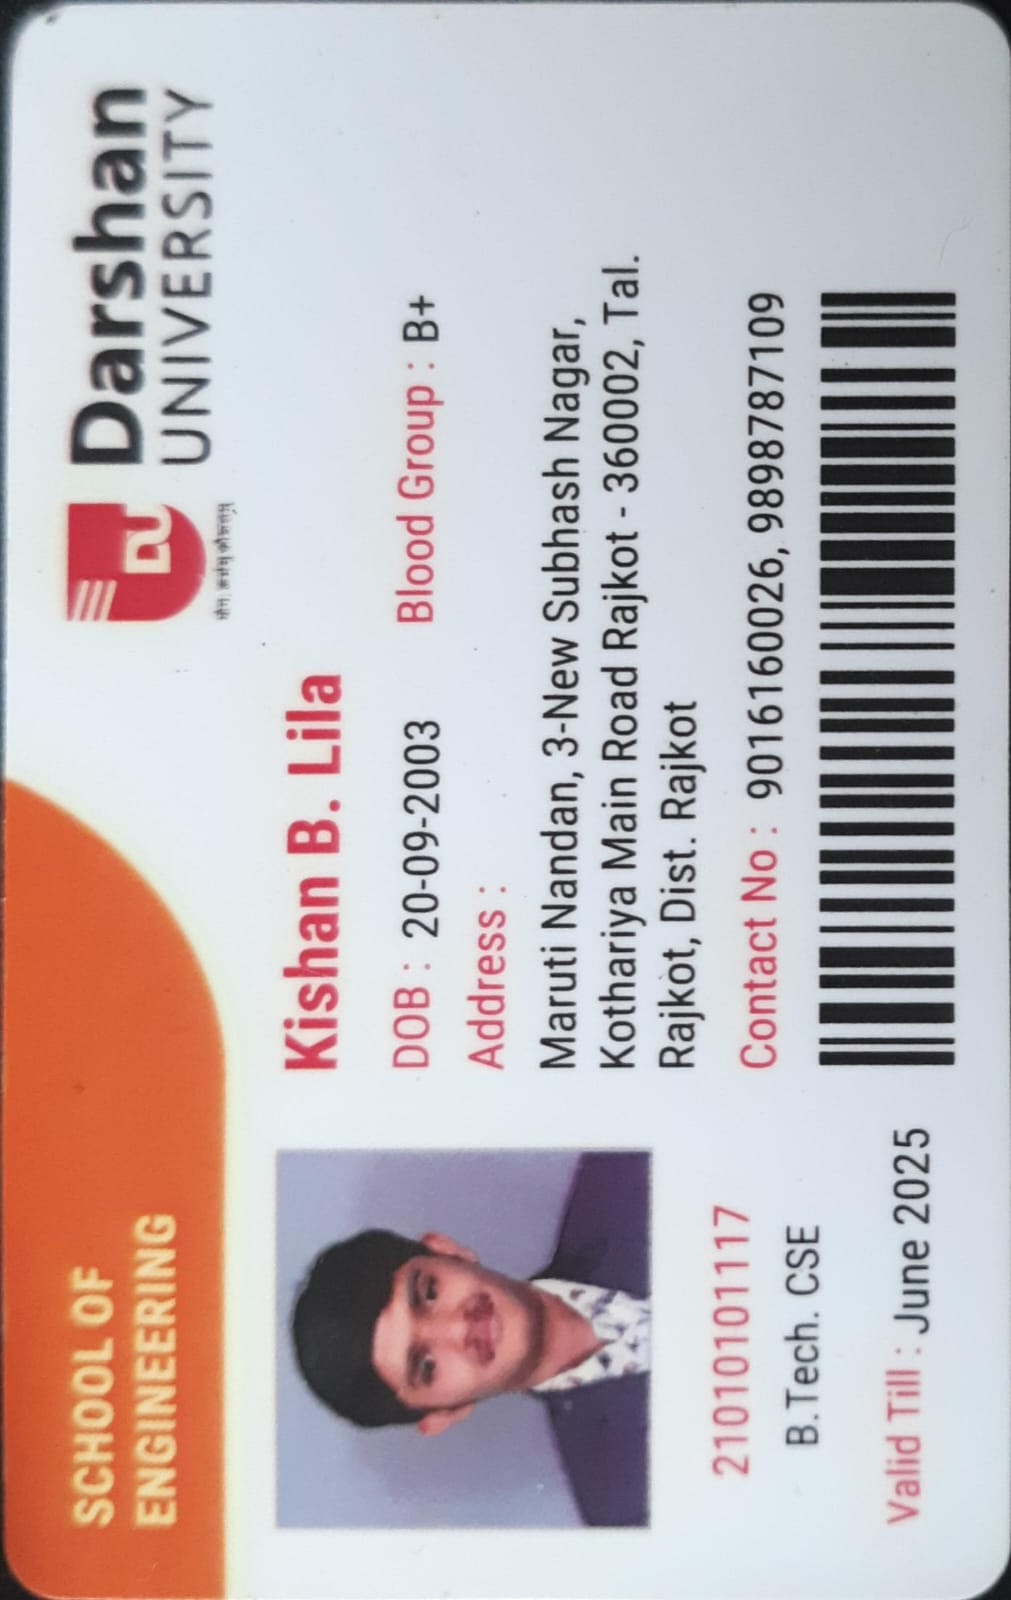 SCHOOL OF
ENGINEERING
DU
Darshan
UNIVERSITY
योग: कर्मसु कौशलम्
Kishan B. Lila
DOB : 20-09-2003 Blood Group : B+
Address :
Maruti Nandan, 3-New Subhash Nagar,
Kothariya Main Road Rajkot - 360002, Tal.
Rajkot, Dist. Rajkot
21010101117
B.Tech. CSE
Contact No : 9016160026, 9898787109
Valid Till : June 2025